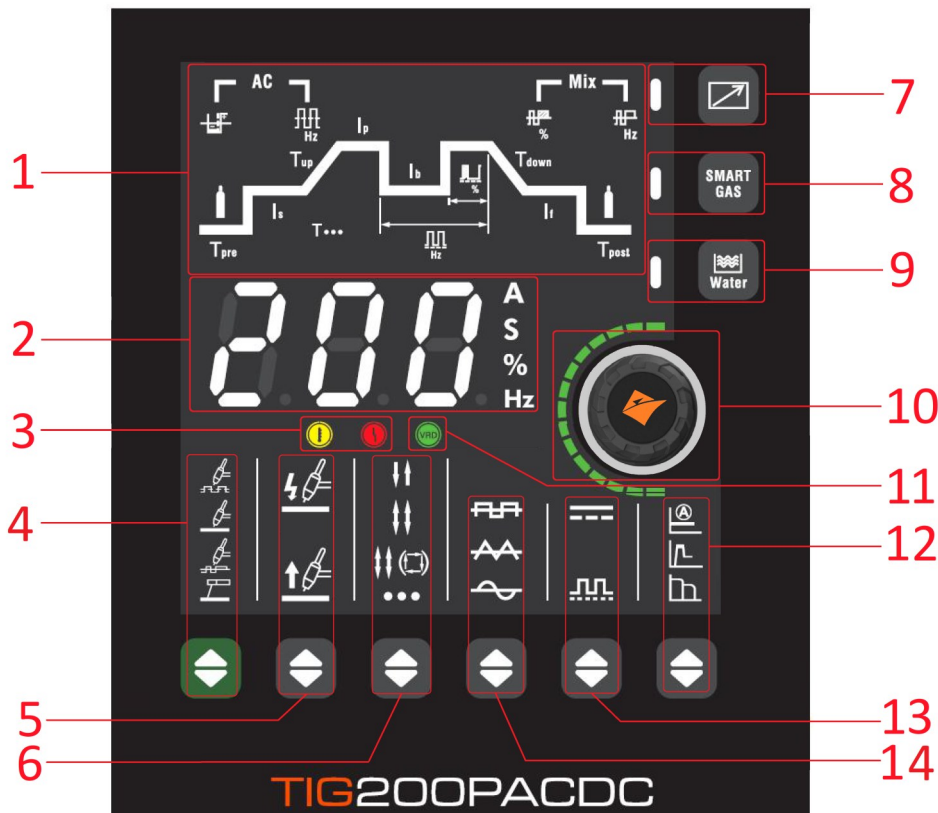 AC Mix
Hz % Hz
1 Tup Ip Ib % Tdown
Is T••• If
Tpre Hz Tpost
7
SMART
GAS 8
Water 9
2 200 A
S
%
Hz
10
3 VRD 11
4 A 12
5 13
6 14
TIG200PACDC